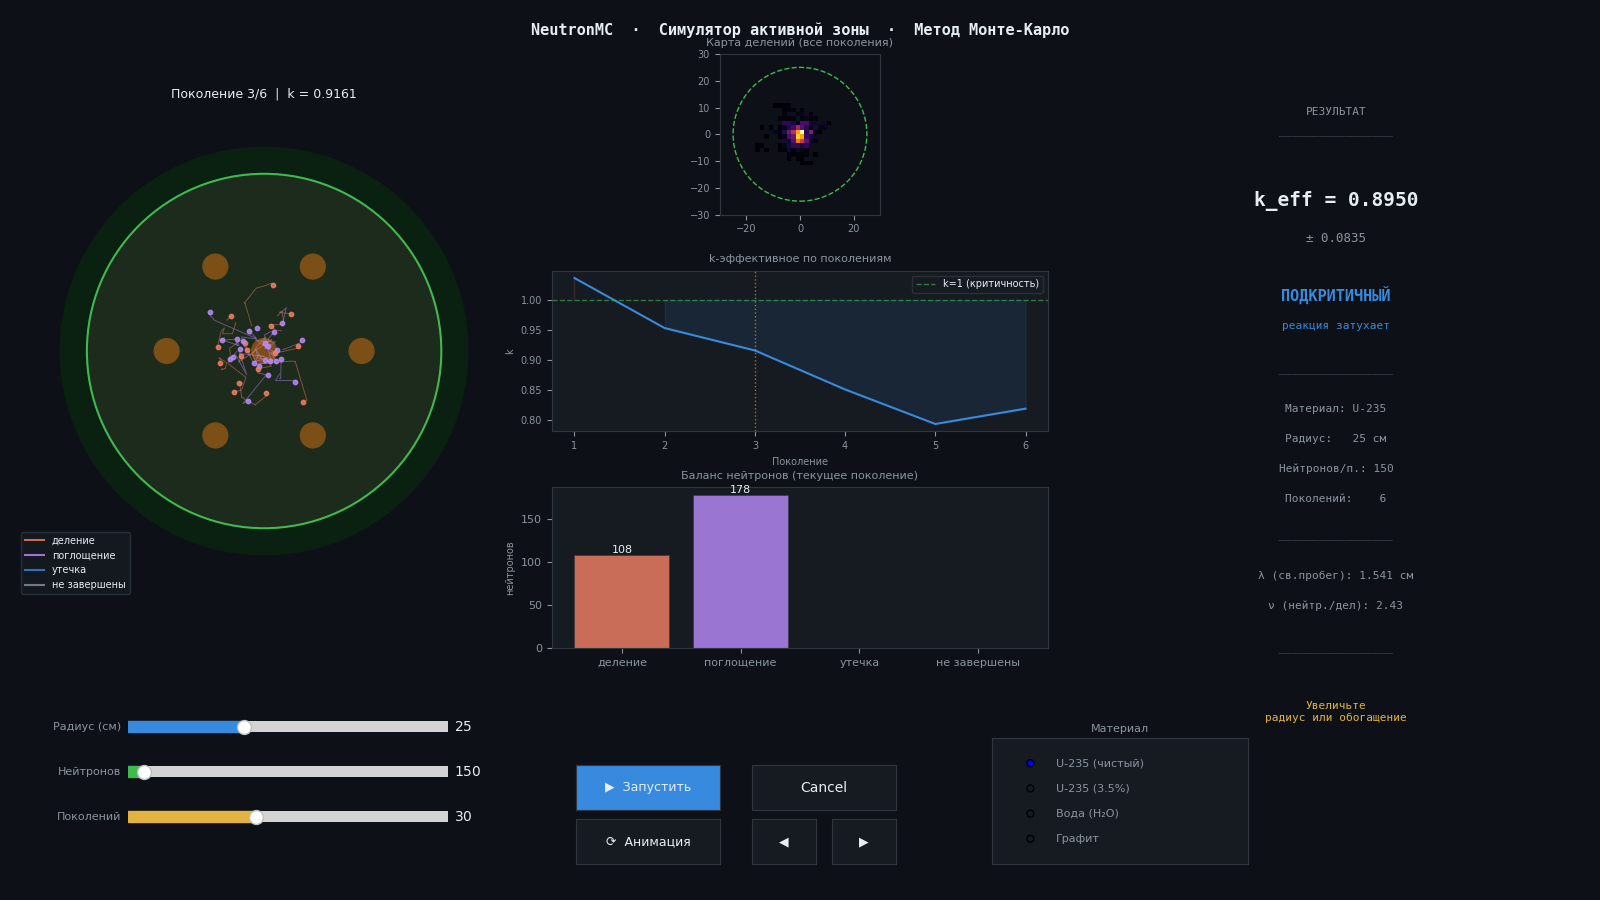 NeutronMC · Симулятор активной зоны · Метод Монте-Карло
Поколение 3/6 | k = 0.9161
деление
поглощение
утечка
не завершены
Карта делений (все поколения)
30
20
10
0
−10
−20
−30
−20 0 20
k-эффективное по поколениям
k=1 (критичность)
1.00
0.95
0.90
0.85
0.80
k
1 2 3 4 5 6
Поколение
Баланс нейтронов (текущее поколение)
178
108
150
100
50
0
нейтронов
деление поглощение утечка не завершены
РЕЗУЛЬТАТ
k_eff = 0.8950
± 0.0835
ПОДКРИТИЧНЫЙ
реакция затухает
Материал: U-235
Радиус: 25 см
Нейтронов/п.: 150
Поколений: 6
λ (св.пробег): 1.541 см
ν (нейтр./дел): 2.43
Увеличьте
радиус или обогащение
Радиус (см) 25
Нейтронов 150
Поколений 30
▶ Запустить
Cancel
⟳ Анимация
◀ ▶
Материал
U-235 (чистый)
U-235 (3.5%)
Вода (H₂O)
Графит